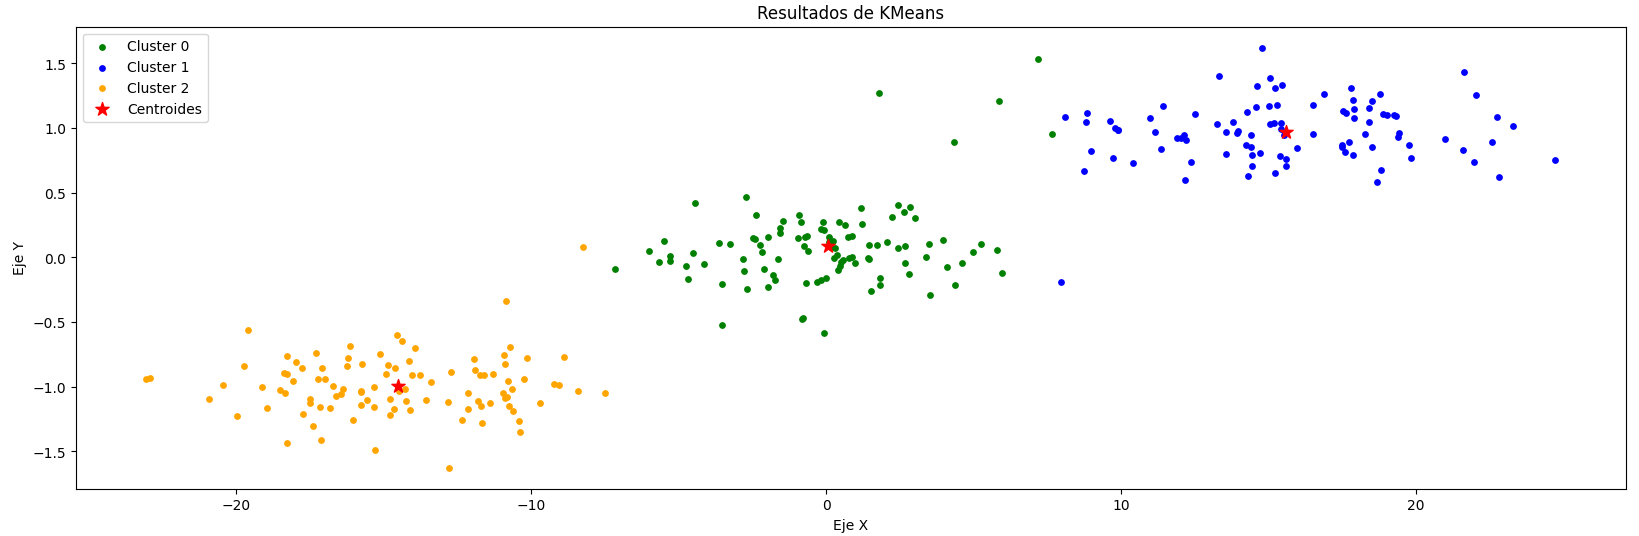 Resultados de KMeans
Cluster 0
Cluster 1
Cluster 2
Centroides
Eje Y
1.5
1.0
0.5
0.0
−0.5
−1.0
−1.5
−20
−10
0
10
20
Eje X